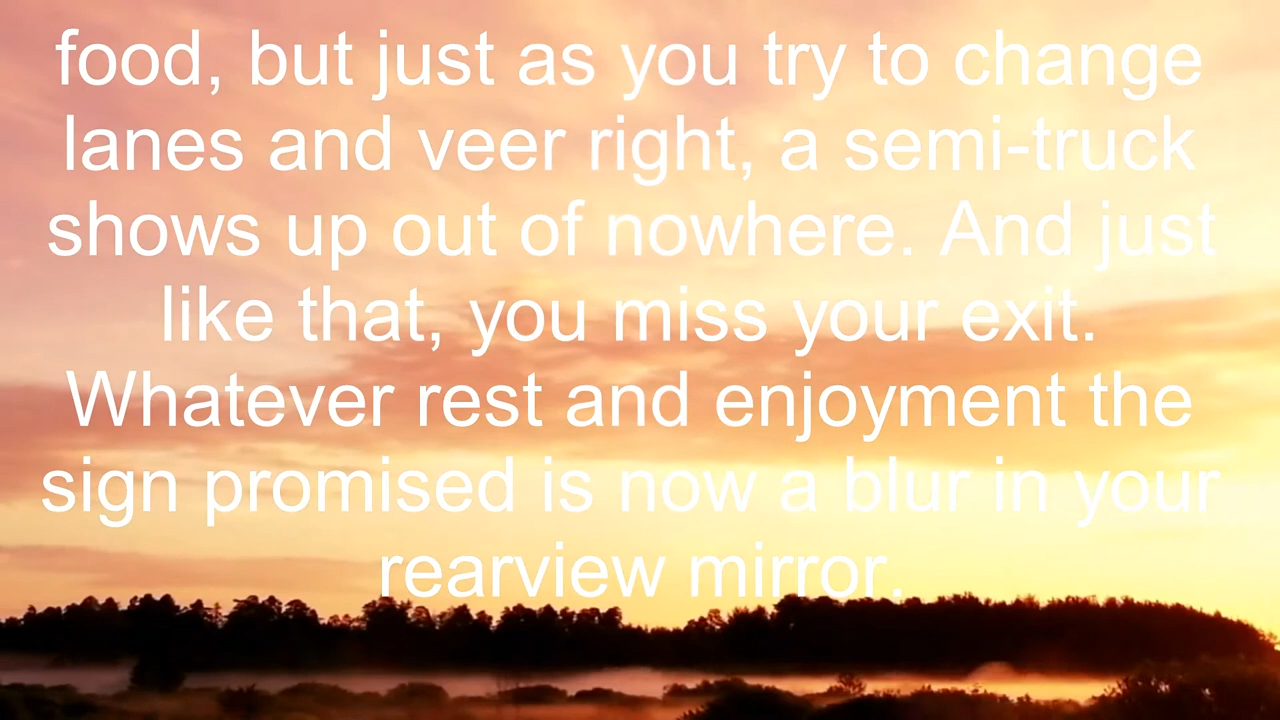 food, but just as you try to change
lanes and veer right, a semi-truck
shows up out of nowhere. And just
like that, you miss your exit.
Whatever rest and enjoyment the
sign promised is now a blur in your
rearview mirror.